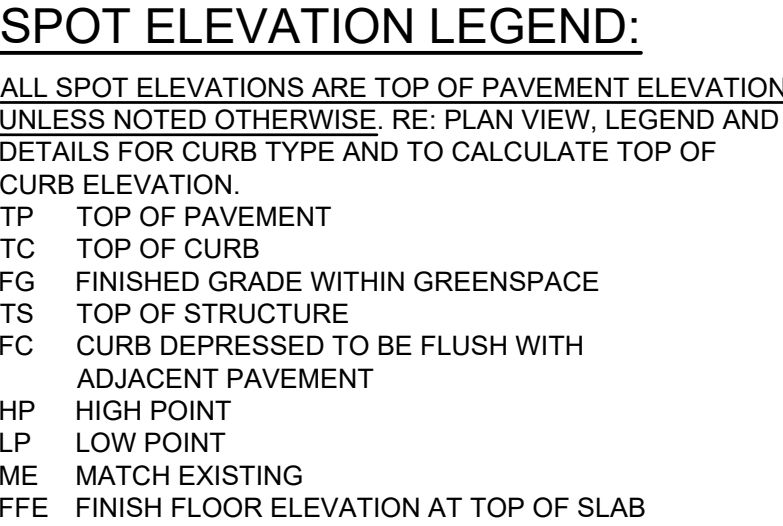 SPOT ELEVATION LEGEND:
ALL SPOT ELEVATIONS ARE TOP OF PAVEMENT ELEVATION
UNLESS NOTED OTHERWISE. RE: PLAN VIEW, LEGEND AND
DETAILS FOR CURB TYPE AND TO CALCULATE TOP OF
CURB ELEVATION.
TP TOP OF PAVEMENT
TC TOP OF CURB
FG FINISHED GRADE WITHIN GREENSPACE
TS TOP OF STRUCTURE
FC CURB DEPRESSED TO BE FLUSH WITH
ADJACENT PAVEMENT
HP HIGH POINT
LP LOW POINT
ME MATCH EXISTING
FFE FINISH FLOOR ELEVATION AT TOP OF SLAB